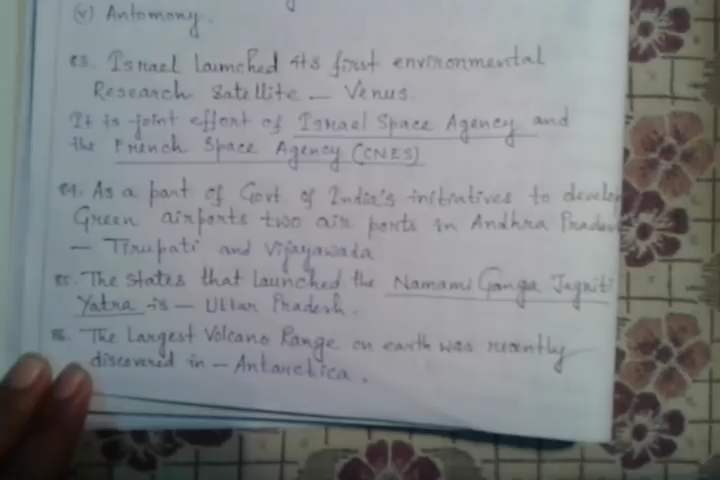 (v) Antomony.
83. Israel launched its first environmental
Research satellite – Venus.
It is joint effort of Israel Space Agency and
the French Space Agency (CNES)
84. As a part of Govt of India's initiatives to develop
Green airports two air ports in Andhra Pradesh
– Tirupati and Vijayawada
85. The states that launched the Namami Ganga Jagriti
Yatra is – Uttar Pradesh.
86. The Largest Volcano Range on earth was recently
discovered in – Antarctica.